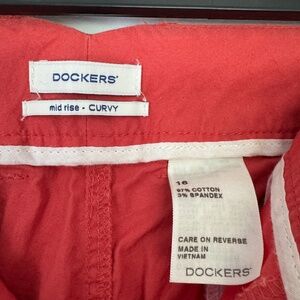 DOCKERS®
mid rise - CURVY
16
97% COTTON
3% SPANDEX
CARE ON REVERSE
MADE IN
VIETNAM
DOCKERS®